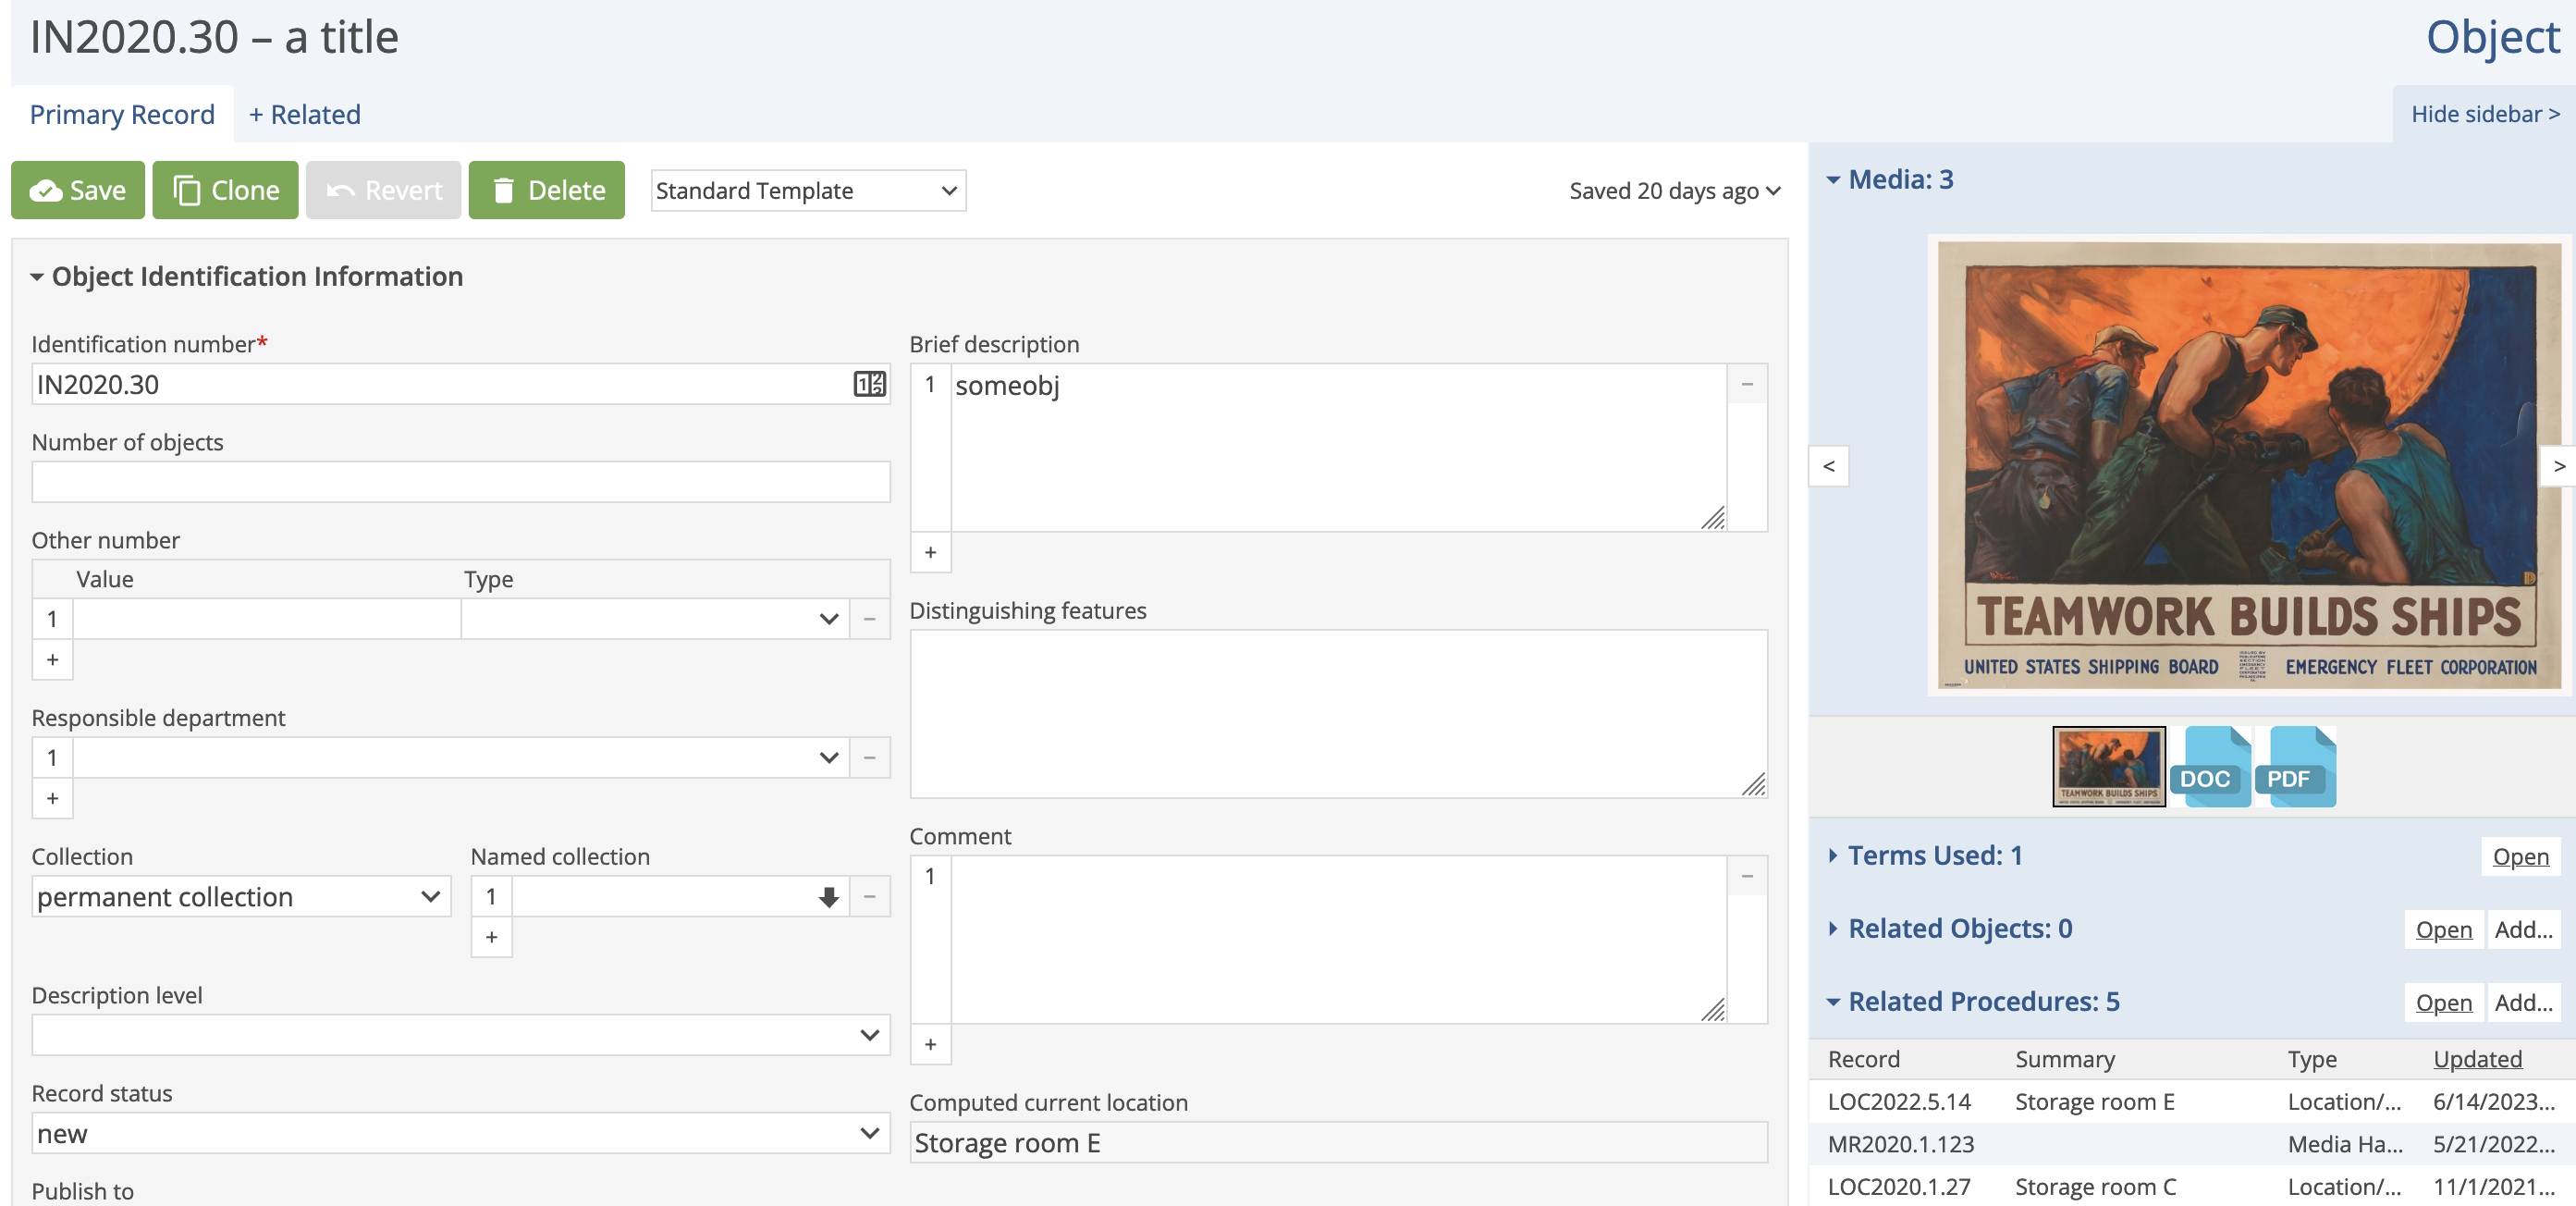 IN2020.30 – a title
Object
Primary Record
+ Related
Hide sidebar >
Save
Clone
Revert
Delete
Standard Template
Saved 20 days ago
Object Identification Information
Identification number*
IN2020.30
Number of objects
Other number
Value Type
1
+
Responsible department
1
+
Collection
permanent collection
Named collection
1
+
Description level
Record status
new
Publish to
Brief description
1 someobj
+
Distinguishing features
Comment
1
+
Computed current location
Storage room E
Media: 3
<
>
TEAMWORK BUILDS SHIPS
UNITED STATES SHIPPING BOARD EMERGENCY FLEET CORPORATION
TEAMWORK BUILDS SHIPS
DOC
PDF
Terms Used: 1 Open
Related Objects: 0 Open Add...
Related Procedures: 5 Open Add...
Record Summary Type Updated
LOC2022.5.14 Storage room E Location/... 6/14/2023...
MR2020.1.123 Media Ha... 5/21/2022...
LOC2020.1.27 Storage room C Location/... 11/1/2021...